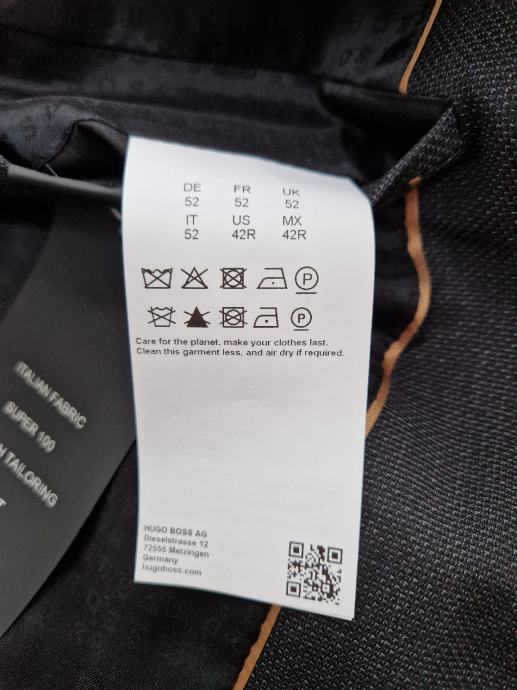 DE FR UK
52 52 52
IT US MX
52 42R 42R
P
P
Care for the planet, make your clothes last.
Clean this garment less, and air dry if required.
HUGO BOSS AG
Dieselstrasse 12
72555 Metzingen
Germany
hugoboss.com
ITALIAN FABRIC
SUPER 100
TAILORING